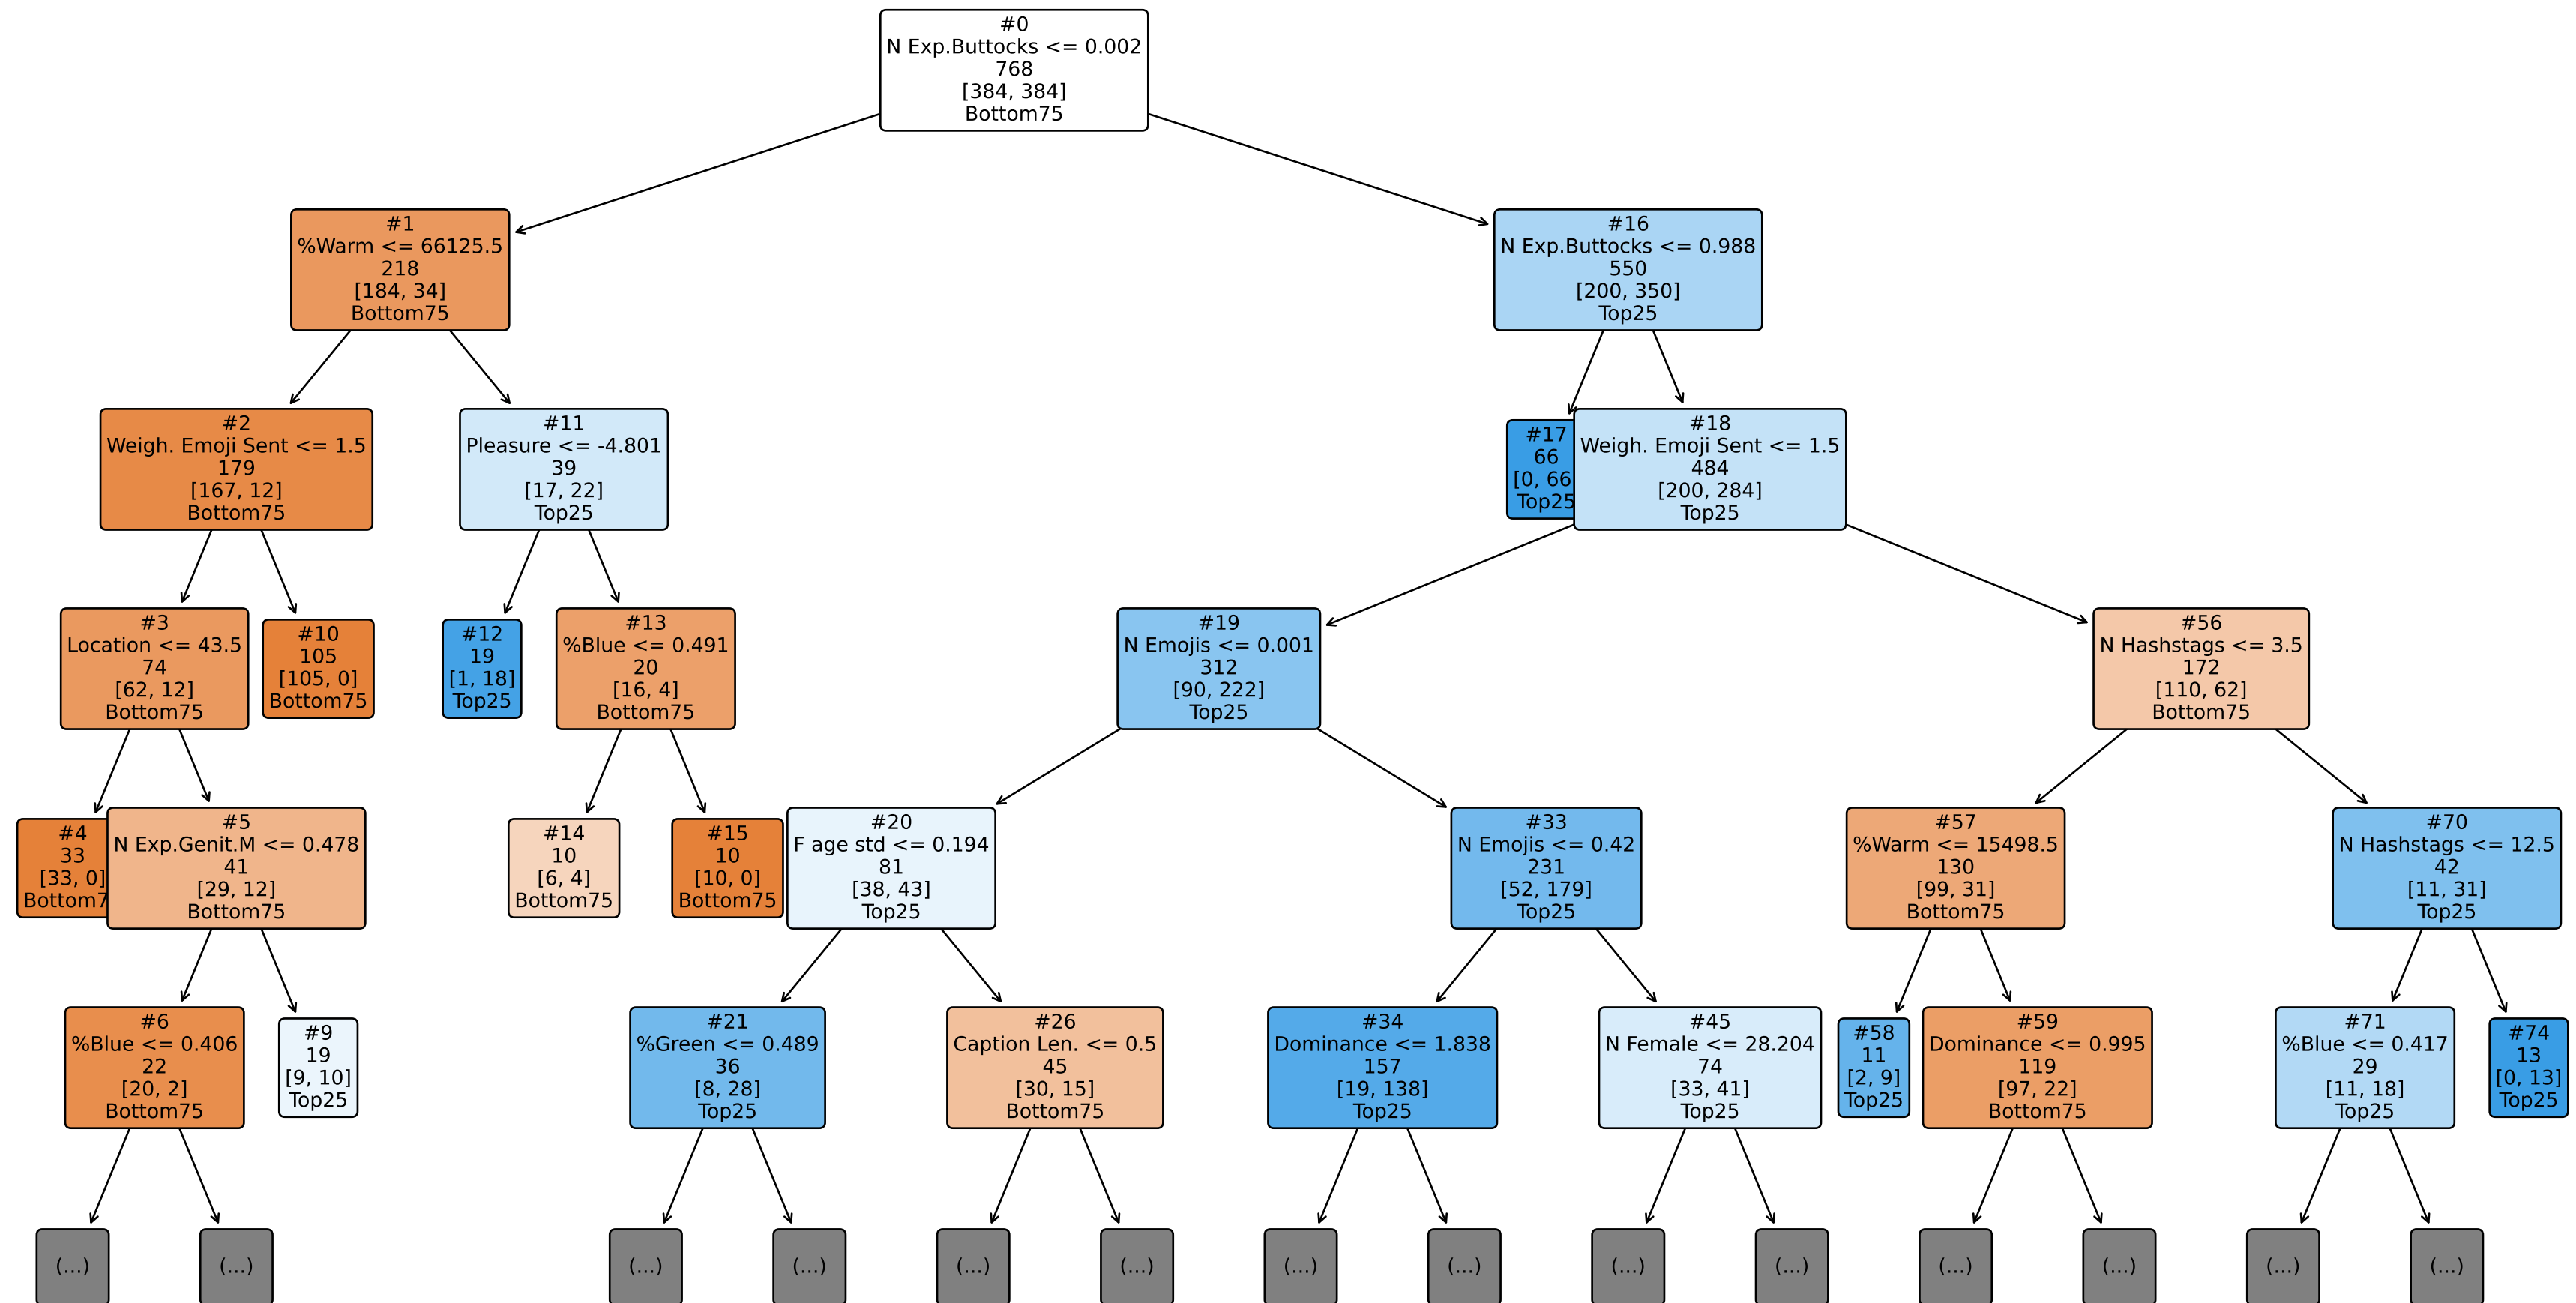 #0
N Exp.Buttocks <= 0.002
768
[384, 384]
Bottom75
#1
%Warm <= 66125.5
218
[184, 34]
Bottom75
#16
N Exp.Buttocks <= 0.988
550
[200, 350]
Top25
#2
Weigh. Emoji Sent <= 1.5
179
[167, 12]
Bottom75
#11
Pleasure <= -4.801
39
[17, 22]
Top25
#17
66
[0, 66
Top25
#18
Weigh. Emoji Sent <= 1.5
484
[200, 284]
Top25
#3
Location <= 43.5
74
[62, 12]
Bottom75
#10
105
[105, 0]
Bottom75
#12
19
[1, 18]
Top25
#13
%Blue <= 0.491
20
[16, 4]
Bottom75
#19
N Emojis <= 0.001
312
[90, 222]
Top25
#56
N Hashstags <= 3.5
172
[110, 62]
Bottom75
#4
33
[33, 0]
Bottom7
#5
N Exp.Genit.M <= 0.478
41
[29, 12]
Bottom75
#14
10
[6, 4]
Bottom75
#15
10
[10, 0]
Bottom75
#20
F age std <= 0.194
81
[38, 43]
Top25
#33
N Emojis <= 0.42
231
[52, 179]
Top25
#57
%Warm <= 15498.5
130
[99, 31]
Bottom75
#70
N Hashstags <= 12.5
42
[11, 31]
Top25
#6
%Blue <= 0.406
22
[20, 2]
Bottom75
#9
19
[9, 10]
Top25
#21
%Green <= 0.489
36
[8, 28]
Top25
#26
Caption Len. <= 0.5
45
[30, 15]
Bottom75
#34
Dominance <= 1.838
157
[19, 138]
Top25
#45
N Female <= 28.204
74
[33, 41]
Top25
#58
11
[2, 9]
Top25
#59
Dominance <= 0.995
119
[97, 22]
Bottom75
#71
%Blue <= 0.417
29
[11, 18]
Top25
#74
13
[0, 13]
Top25
(...)
(...)
(...)
(...)
(...)
(...)
(...)
(...)
(...)
(...)
(...)
(...)
(...)
(...)